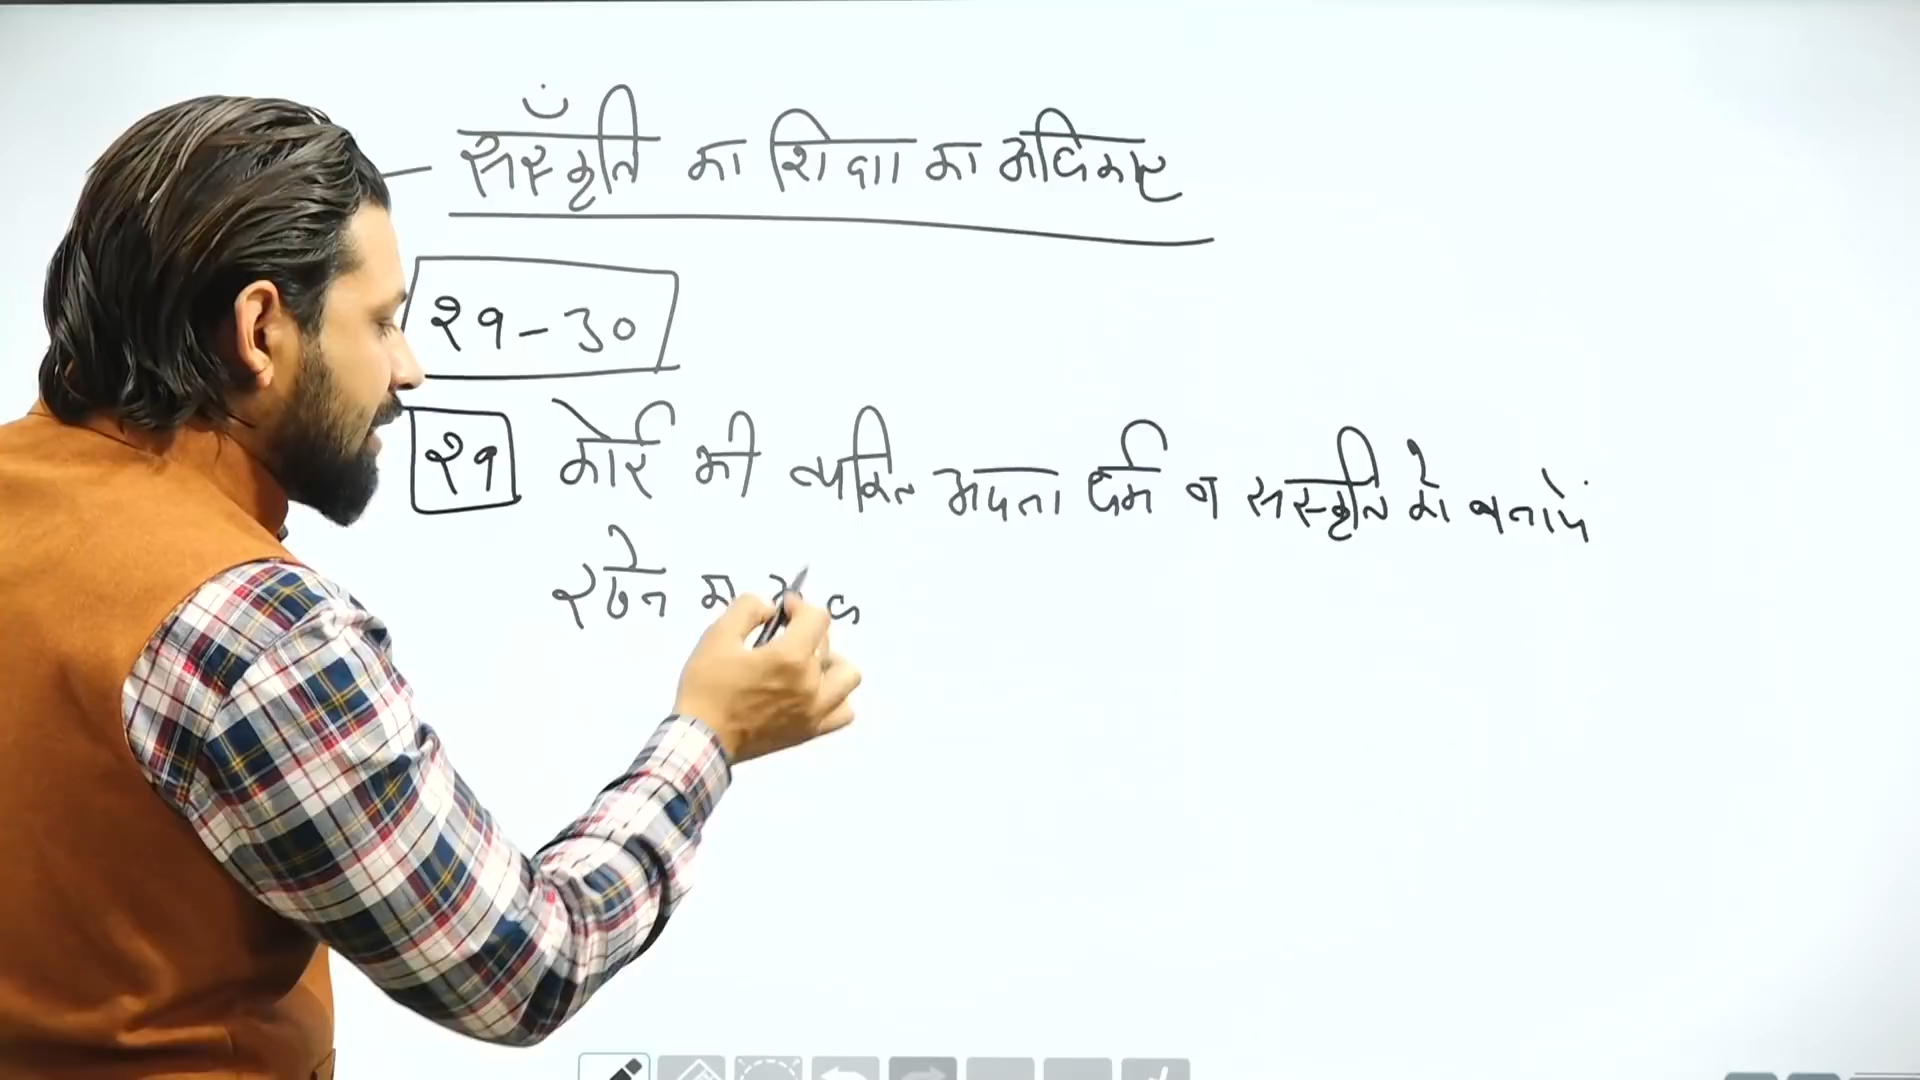 संस्कृति का शिक्षा का अधिकार
२९-३०
२९ कोई भी व्यक्ति अपना धर्म व संस्कृति को बनाये
रखने का